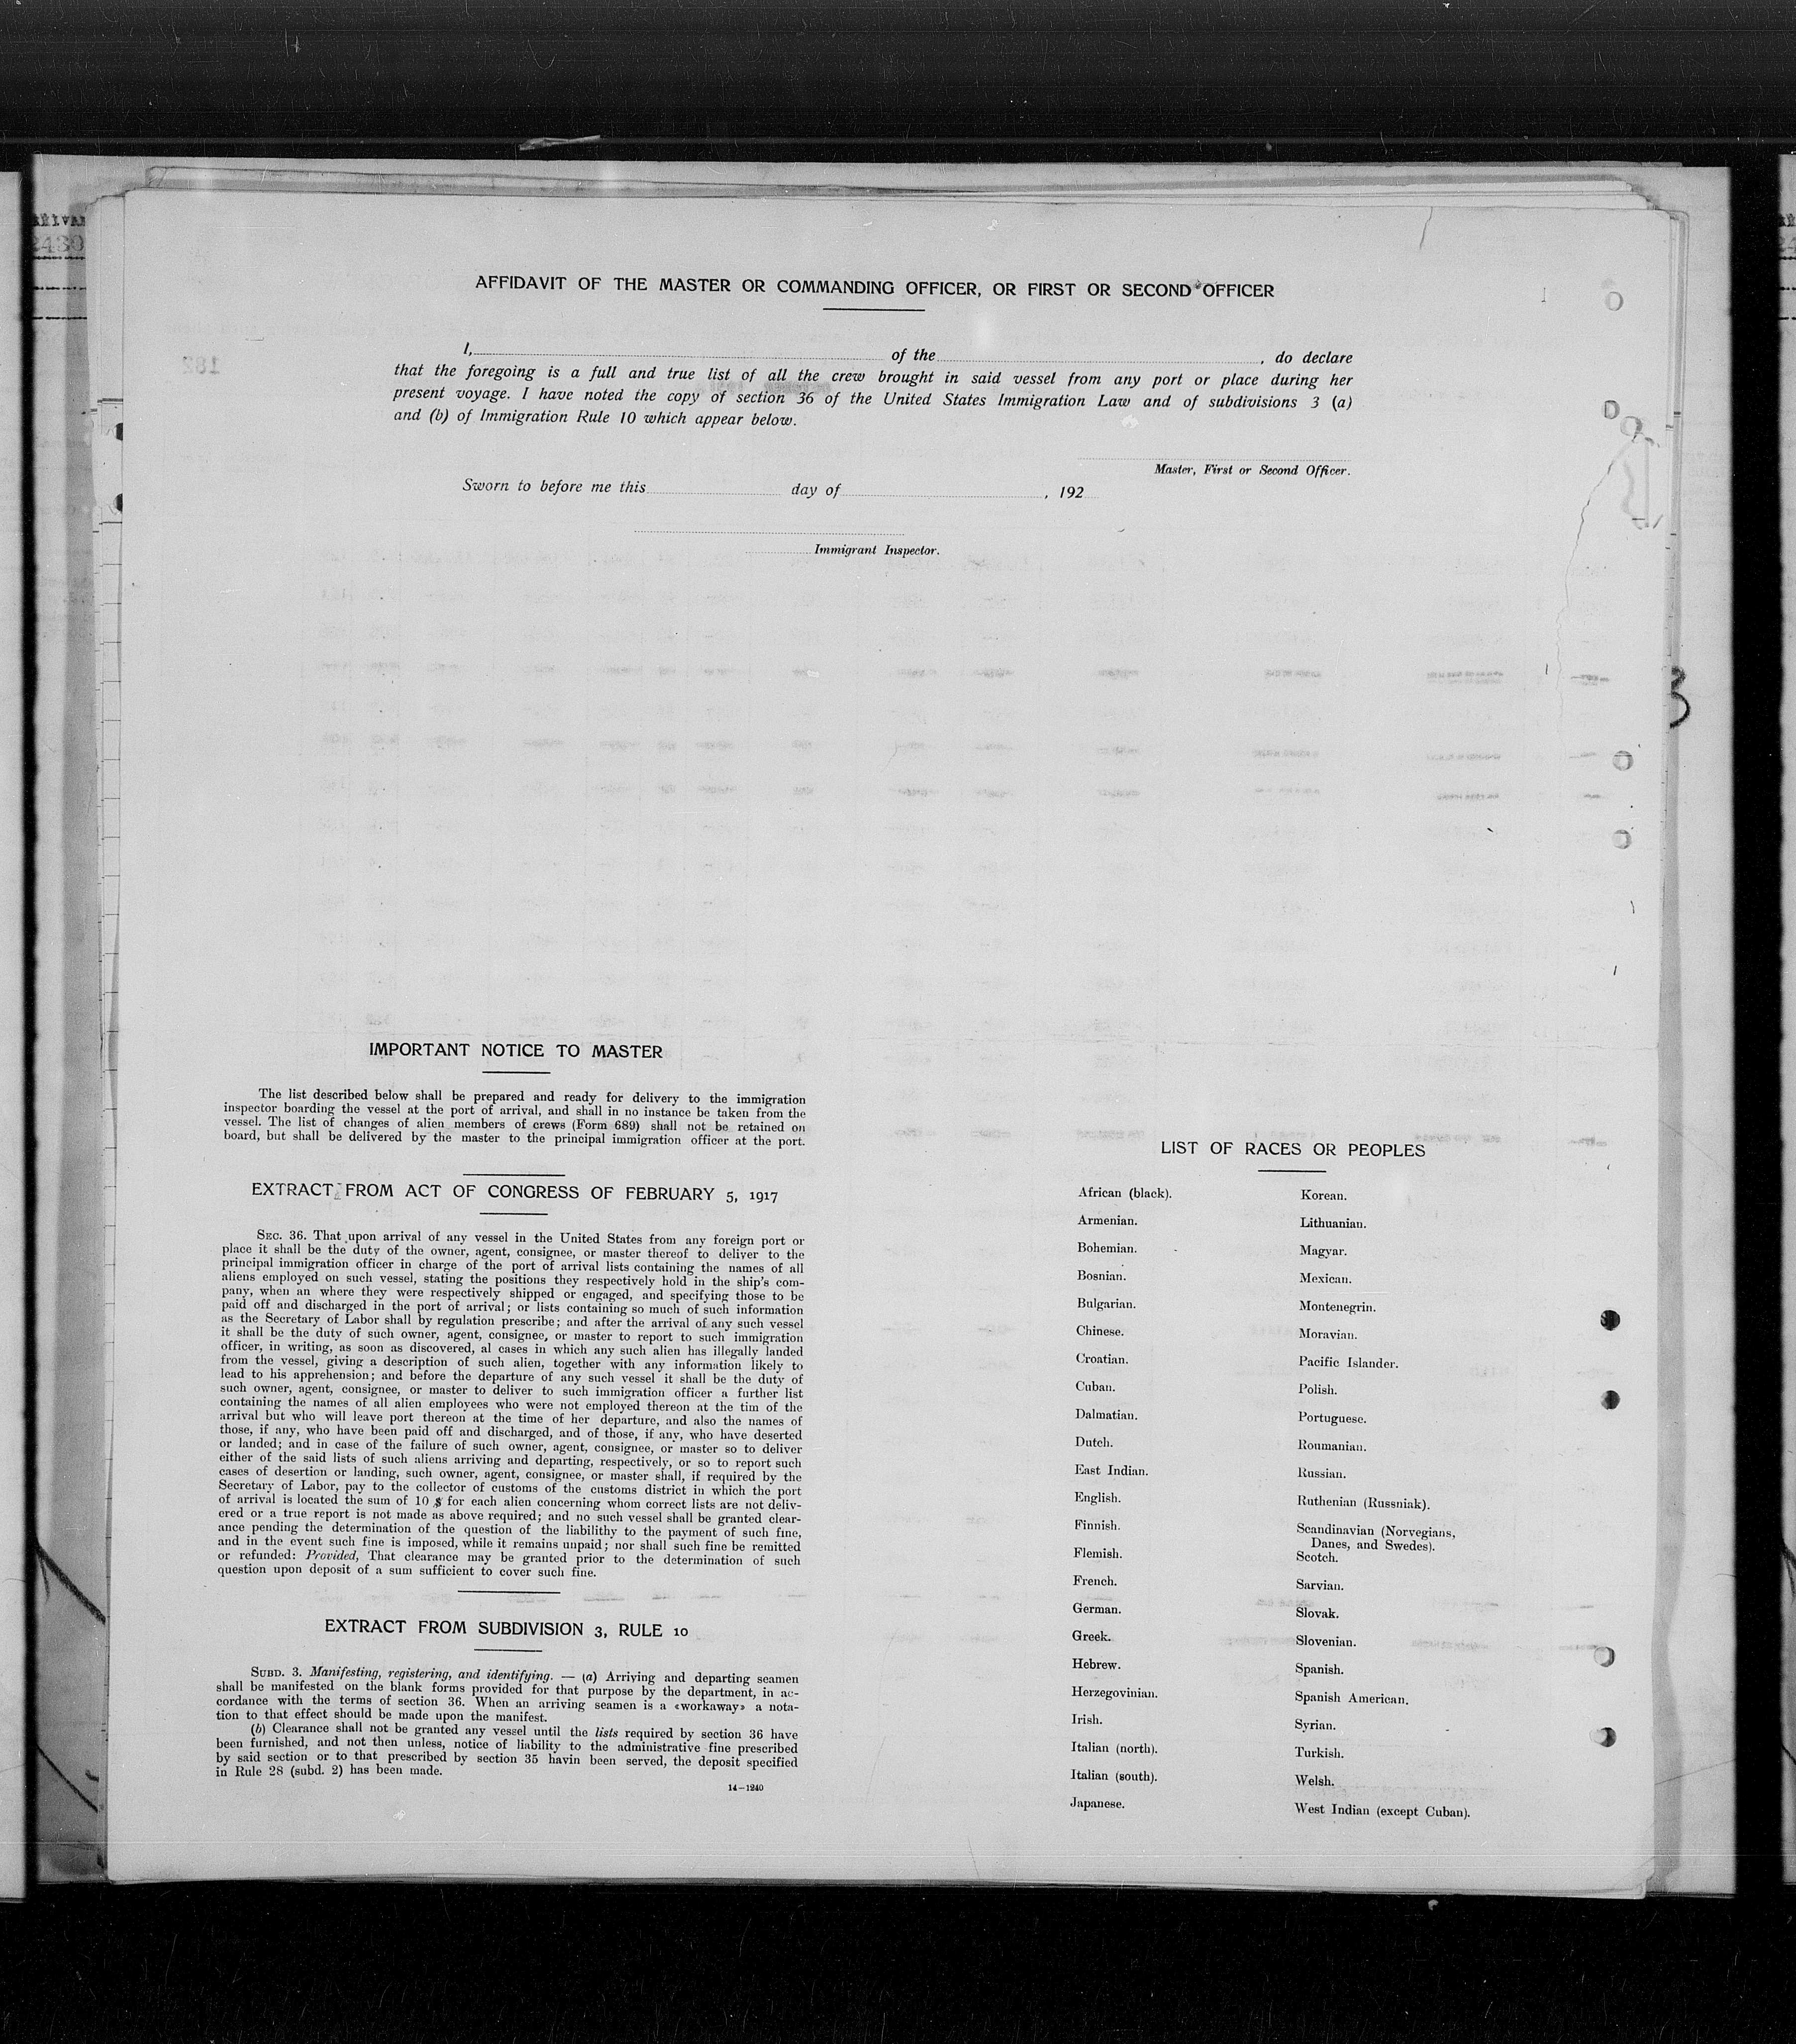 AFFIDAVIT OF THE MASTER OR COMMANDING OFFICER, OR FIRST OR SECOND OFFICER
I, of the , do declare
that the foregoing is a full and true list of all the crew brought in said vessel from any port or place during her
present voyage. I have noted the copy of section 36 of the United States Immigration Law and of subdivisions 3 (a)
and (b) of Immigration Rule 10 which appear below.
Master, First or Second Officer.
Sworn to before me this day of , 192
Immigrant Inspector.
IMPORTANT NOTICE TO MASTER
The list described below shall be prepared and ready for delivery to the immigration
inspector boarding the vessel at the port of arrival, and shall in no instance be taken from the
vessel. The list of changes of alien members of crews (Form 689) shall not be retained on
board, but shall be delivered by the master to the principal immigration officer at the port.
EXTRACT FROM ACT OF CONGRESS OF FEBRUARY 5, 1917
SEC. 36. That upon arrival of any vessel in the United States from any foreign port or
place it shall be the duty of the owner, agent, consignee, or master thereof to deliver to the
principal immigration officer in charge of the port of arrival lists containing the names of all
aliens employed on such vessel, stating the positions they respectively hold in the ship's com-
pany, when an where they were respectively shipped or engaged, and specifying those to be
paid off and discharged in the port of arrival; or lists containing so much of such information
as the Secretary of Labor shall by regulation prescribe; and after the arrival of any such vessel
it shall be the duty of such owner, agent, consignee, or master to report to such immigration
officer, in writing, as soon as discovered, al cases in which any such alien has illegally landed
from the vessel, giving a description of such alien, together with any information likely to
lead to his apprehension; and before the departure of any such vessel it shall be the duty of
such owner, agent, consignee, or master to deliver to such immigration officer a further list
containing the names of all alien employees who were not employed thereon at the tim of the
arrival but who will leave port thereon at the time of her departure, and also the names of
those, if any, who have been paid off and discharged, and of those, if any, who have deserted
or landed; and in case of the failure of such owner, agent, consignee, or master so to deliver
either of the said lists of such aliens arriving and departing, respectively, or so to report such
cases of desertion or landing, such owner, agent, consignee, or master shall, if required by the
Secretary of Labor, pay to the collector of customs of the customs district in which the port
of arrival is located the sum of 10 $ for each alien concerning whom correct lists are not deliv-
ered or a true report is not made as above required; and no such vessel shall be granted clear-
ance pending the determination of the question of the liabilithy to the payment of such fine,
and in the event such fine is imposed, while it remains unpaid; nor shall such fine be remitted
or refunded: Provided, That clearance may be granted prior to the determination of such
question upon deposit of a sum sufficient to cover such fine.
EXTRACT FROM SUBDIVISION 3, RULE 10
SUBD. 3. Manifesting, registering, and identifying. — (a) Arriving and departing seamen
shall be manifested on the blank forms provided for that purpose by the department, in ac-
cordance with the terms of section 36. When an arriving seamen is a «workaway» a nota-
tion to that effect should be made upon the manifest.
(b) Clearance shall not be granted any vessel until the lists required by section 36 have
been furnished, and not then unless, notice of liability to the administrative fine prescribed
by said section or to that prescribed by section 35 havin been served, the deposit specified
in Rule 28 (subd. 2) has been made.
14—1240
LIST OF RACES OR PEOPLES
African (black).
Armenian.
Bohemian.
Bosnian.
Bulgarian.
Chinese.
Croatian.
Cuban.
Dalmatian.
Dutch.
East Indian.
English.
Finnish.
Flemish.
French.
German.
Greek.
Hebrew.
Herzegovinian.
Irish.
Italian (north).
Italian (south).
Japanese.
Korean.
Lithuanian.
Magyar.
Mexican.
Montenegrin.
Moravian.
Pacific Islander.
Polish.
Portuguese.
Roumanian.
Russian.
Ruthenian (Russniak).
Scandinavian (Norvegians,
Danes, and Swedes).
Scotch.
Sarvian.
Slovak.
Slovenian.
Spanish.
Spanish American.
Syrian.
Turkish.
Welsh.
West Indian (except Cuban).